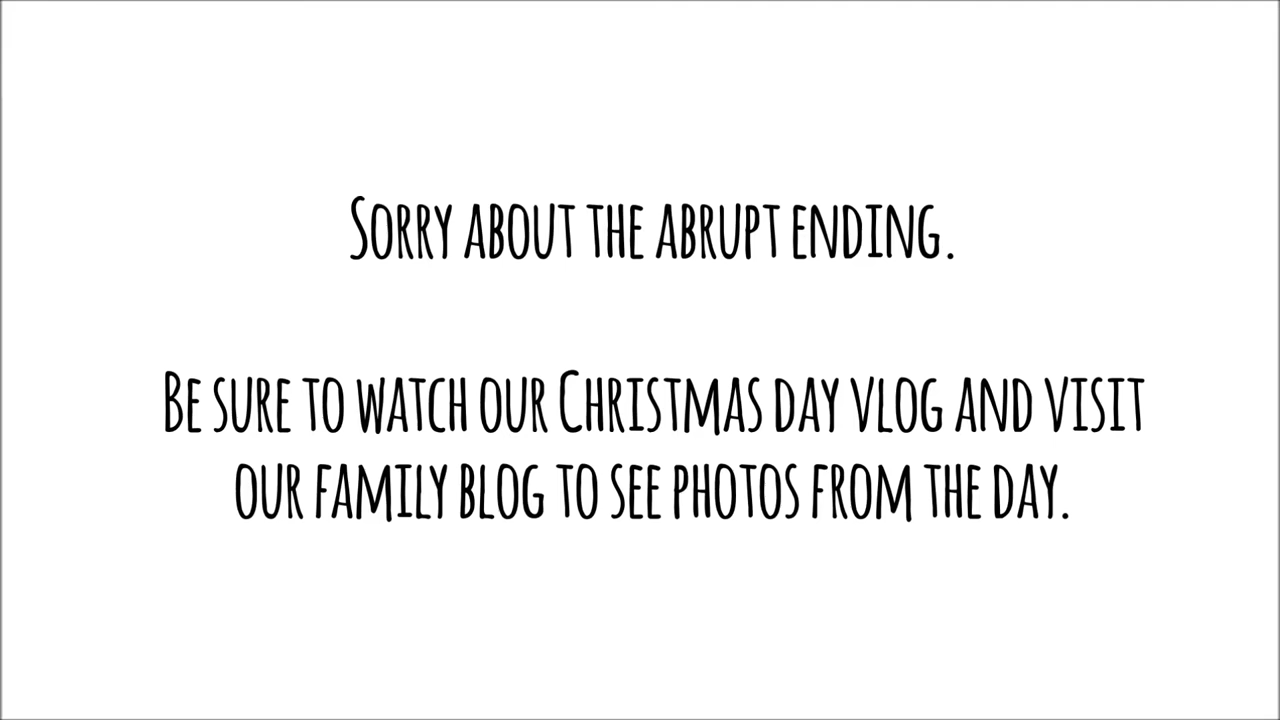 Sorry about the abrupt ending.
Be sure to watch our Christmas day vlog and visit
our family blog to see photos from the day.